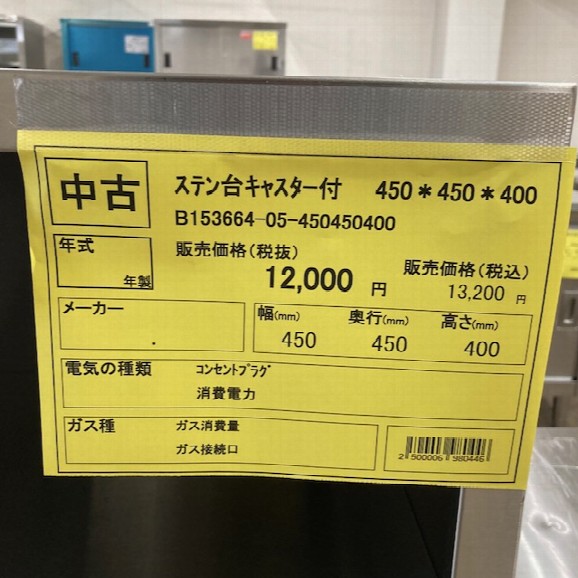 中古
ステン台キャスター付 450*450*400
B153664-05-450450400
年式
年製
販売価格(税抜)
12,000 円
販売価格(税込)
13,200 円
メーカー
.
幅(mm) 奥行(mm) 高さ(mm)
450 450 400
電気の種類
コンセントプラグ
消費電力
ガス種
ガス消費量
ガス接続口
2 500006 980446